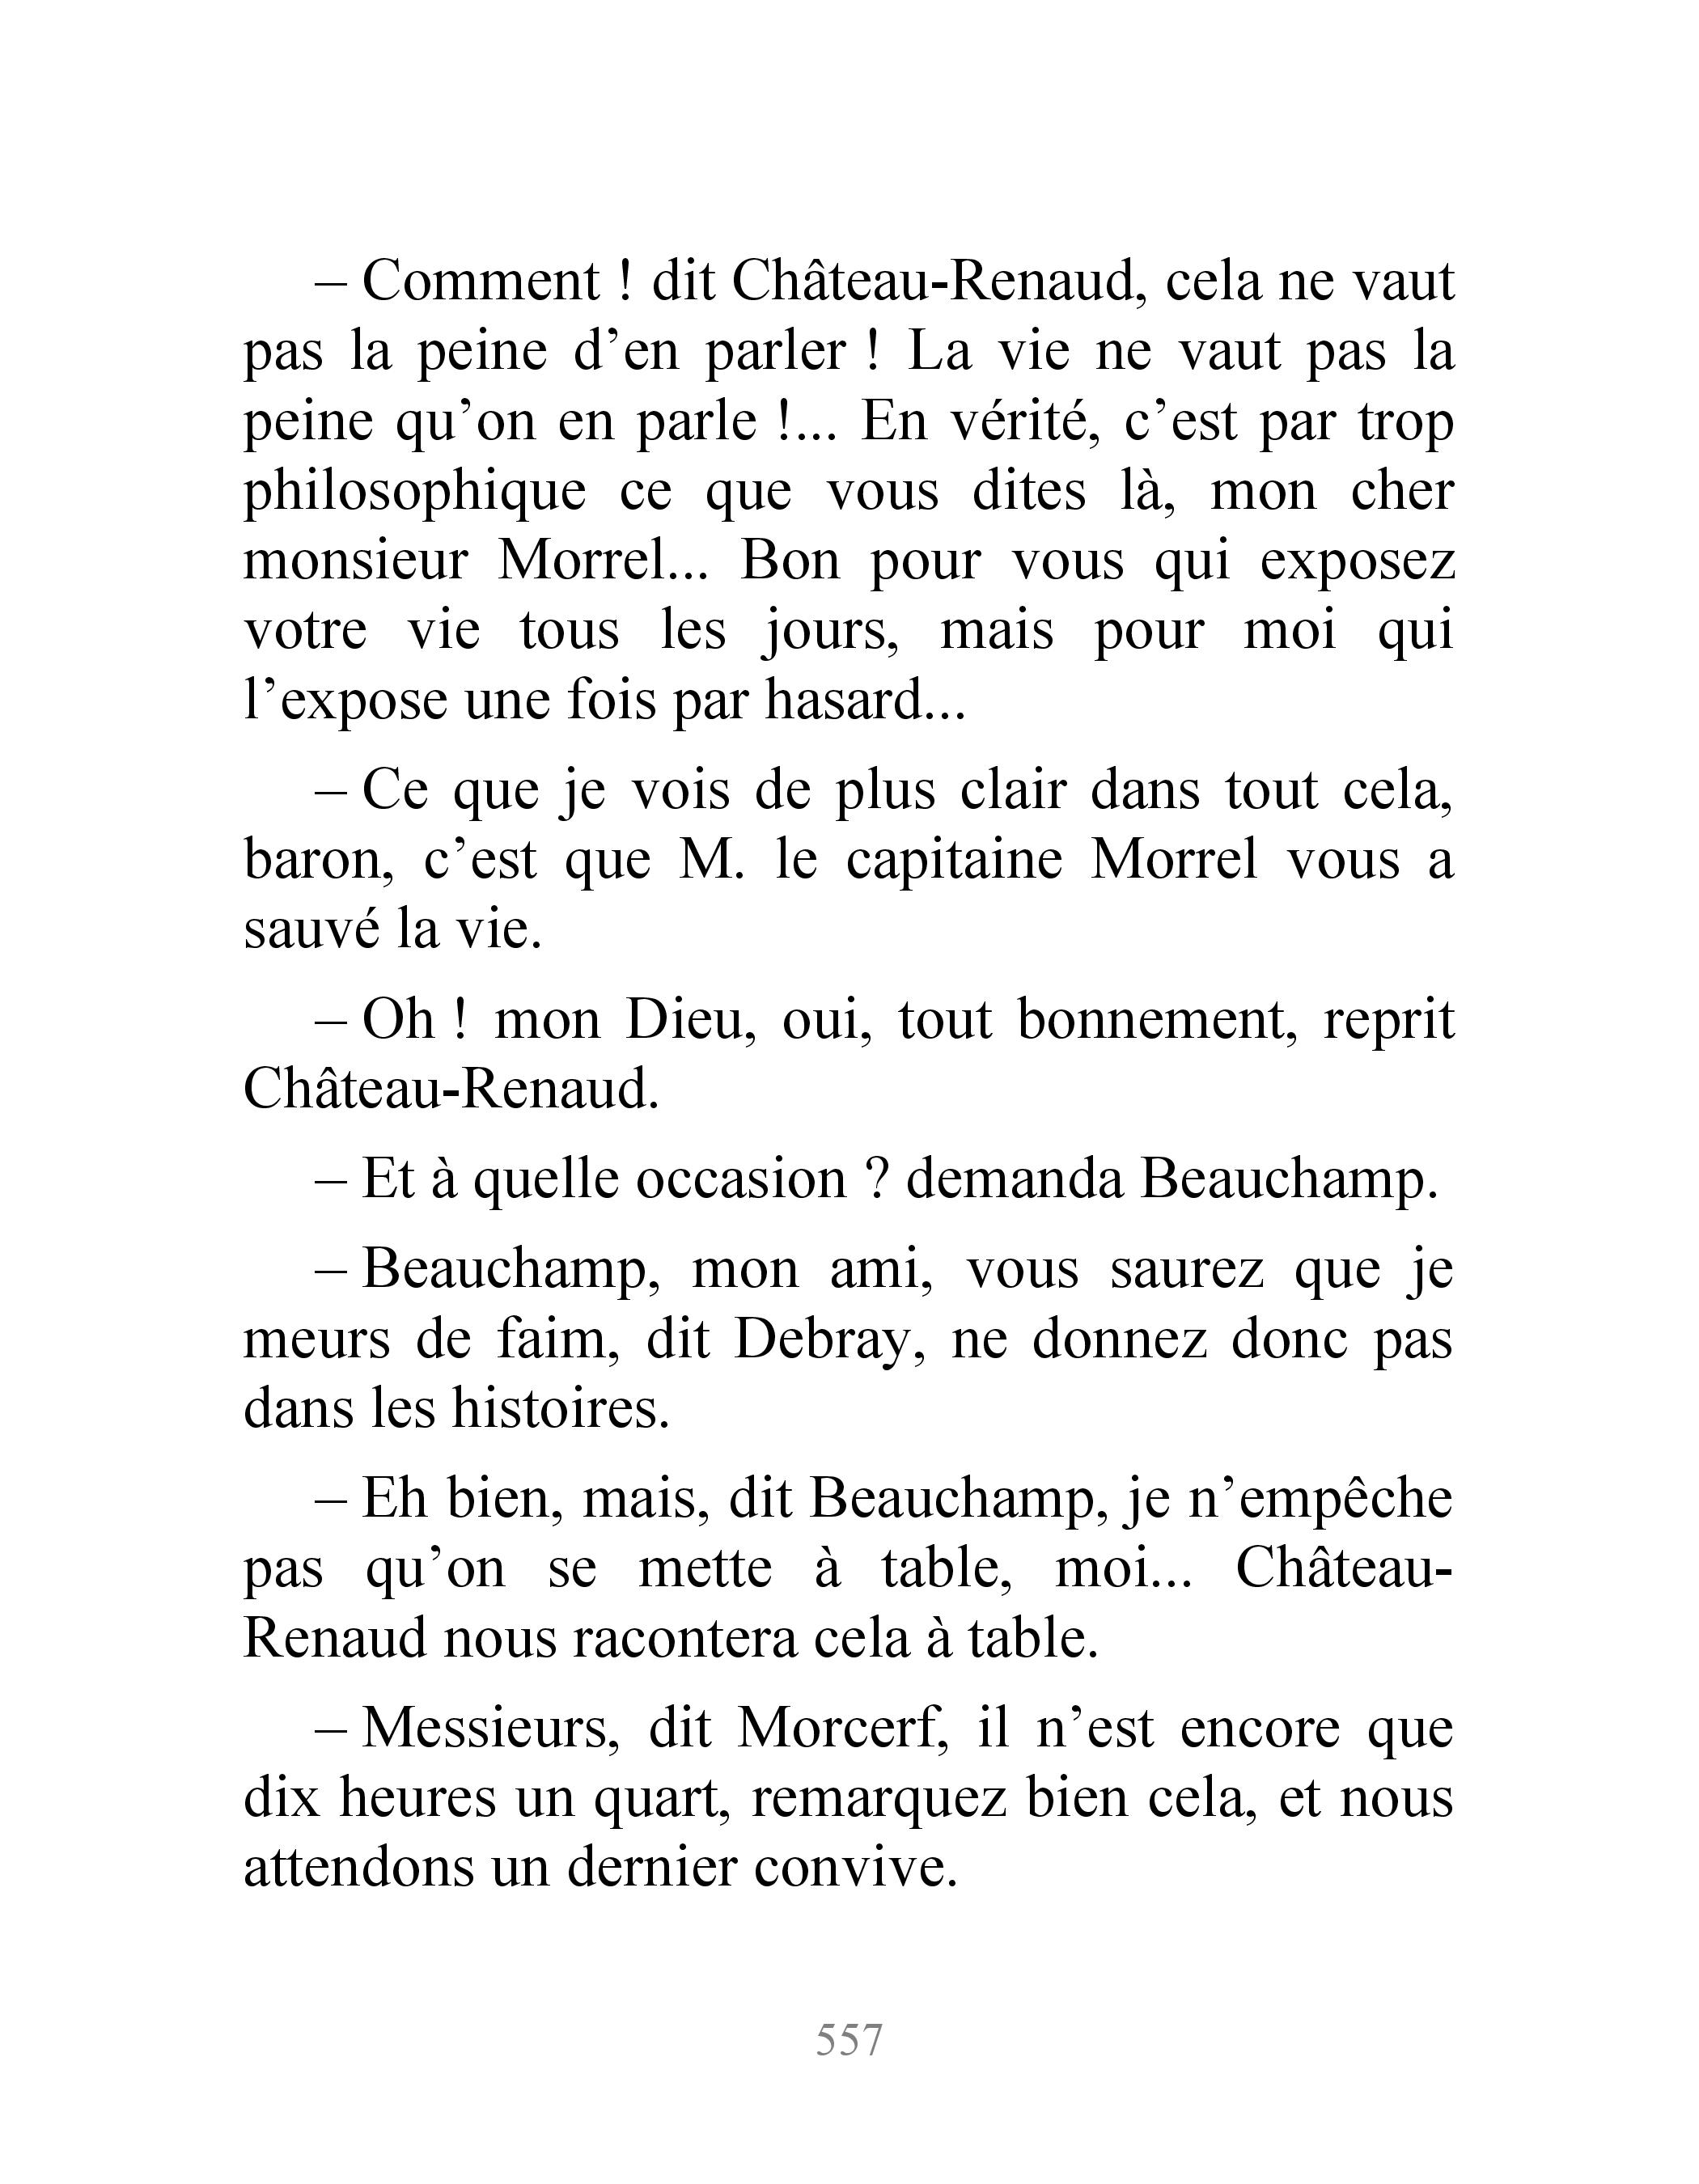 – Comment ! dit Château-Renaud, cela ne vaut
pas la peine d’en parler ! La vie ne vaut pas la
peine qu’on en parle !... En vérité, c’est par trop
philosophique ce que vous dites là, mon cher
monsieur Morrel... Bon pour vous qui exposez
votre vie tous les jours, mais pour moi qui
l’expose une fois par hasard...
– Ce que je vois de plus clair dans tout cela,
baron, c’est que M. le capitaine Morrel vous a
sauvé la vie.
– Oh ! mon Dieu, oui, tout bonnement, reprit
Château-Renaud.
– Et à quelle occasion ? demanda Beauchamp.
– Beauchamp, mon ami, vous saurez que je
meurs de faim, dit Debray, ne donnez donc pas
dans les histoires.
– Eh bien, mais, dit Beauchamp, je n’empêche
pas qu’on se mette à table, moi... Château-
Renaud nous racontera cela à table.
– Messieurs, dit Morcerf, il n’est encore que
dix heures un quart, remarquez bien cela, et nous
attendons un dernier convive.
557